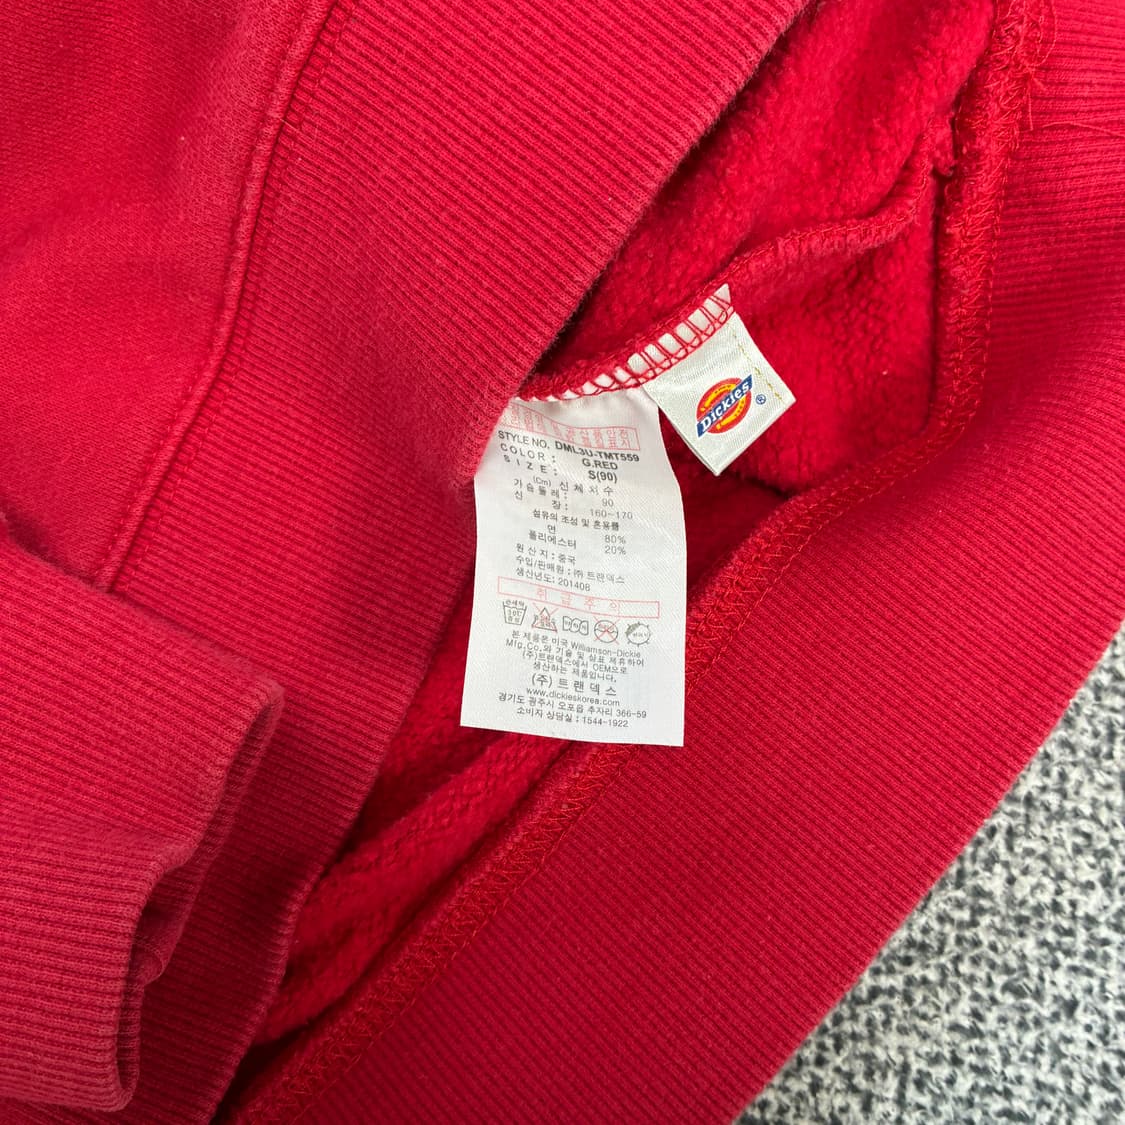 STYLE NO. DML3U-TMT559
COLOR : G.RED
SIZE : S(90)
(Cm) 신체치수
가슴둘레 : 90
신장 : 160~170
섬유의 조성 및 혼용률
면 80%
폴리에스터 20%
원산지 : 중국
수입/판매원 : ㈜ 트랜덱스
생산년도: 201408
취급주의
본 제품은 미국 Williamson-Dickie
Mfg.Co.와 기술 및 상표 제휴하여
(주)트랜덱스에서 OEM으로
생산하는 제품입니다.
(주) 트랜덱스
www.dickieskorea.com
경기도 광주시 오포읍 추자리 366-59
소비자 상담실 : 1544-1922
Dickies ®